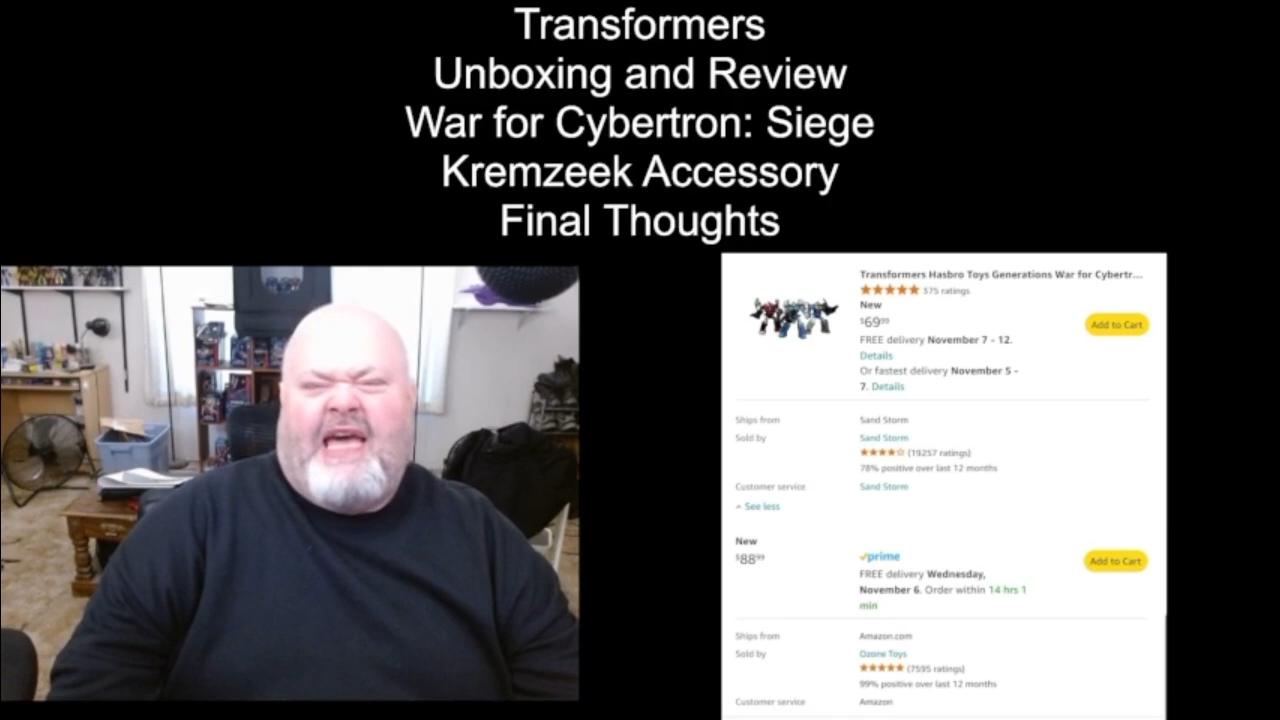 Transformers
Unboxing and Review
War for Cybertron: Siege
Kremzeek Accessory
Final Thoughts
Transformers Hasbro Toys Generations War for Cybertr...
375 ratings
New
$6999
Add to Cart
FREE delivery November 7 - 12.
Details
Or fastest delivery November 5 -
7. Details
Ships from Sand Storm
Sold by Sand Storm
(19257 ratings)
78% positive over last 12 months
Customer service Sand Storm
See less
New
$8899 prime
Add to Cart
FREE delivery Wednesday,
November 6. Order within 14 hrs 1
min
Ships from Amazon.com
Sold by Ozone Toys
(7595 ratings)
99% positive over last 12 months
Customer service Amazon